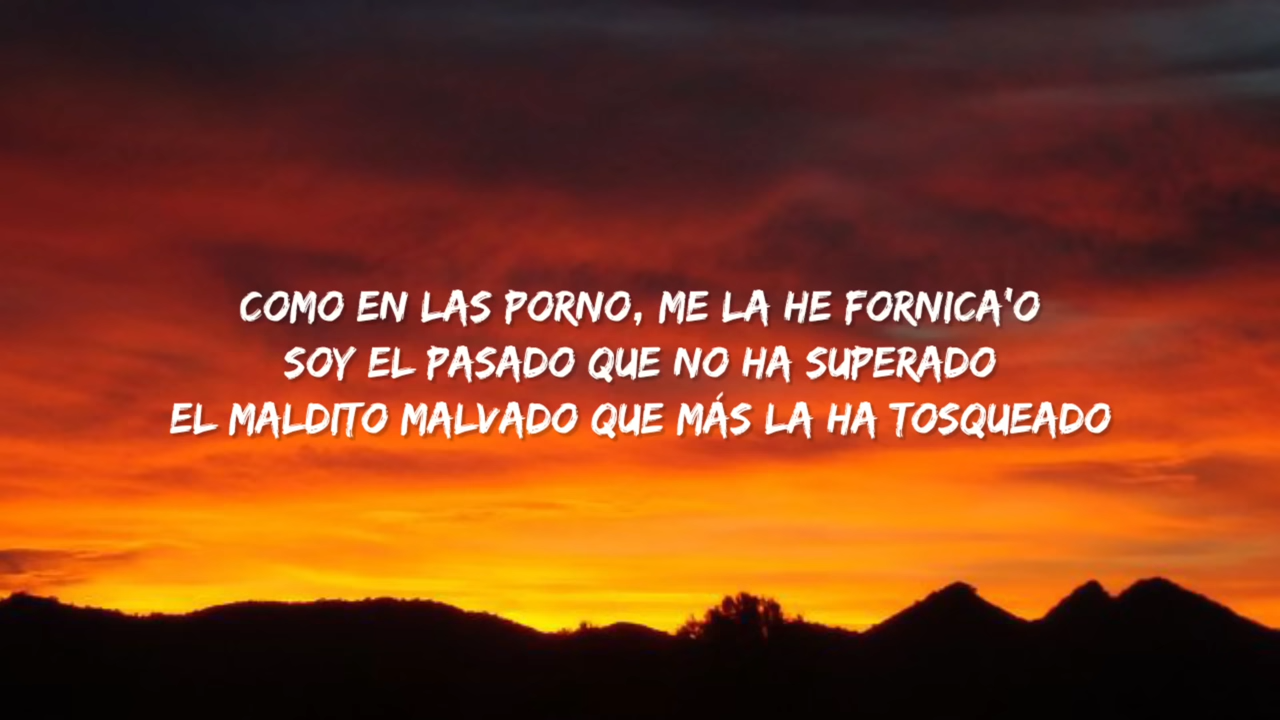 COMO EN LAS PORNO, ME LA HE FORNICA'O
SOY EL PASADO QUE NO HA SUPERADO
EL MALDITO MALVADO QUE MÁS LA HA TOSQUEADO